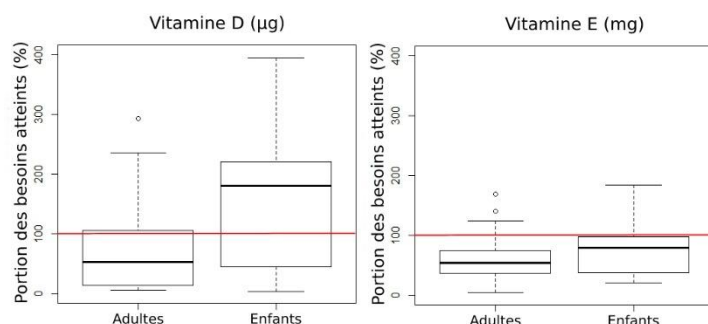 Vitamine D (µg)
Portion des besoins atteints (%)
400
300
200
100
0
Adultes
Enfants
Vitamine E (mg)
Portion des besoins atteints (%)
400
300
200
100
0
Adultes
Enfants